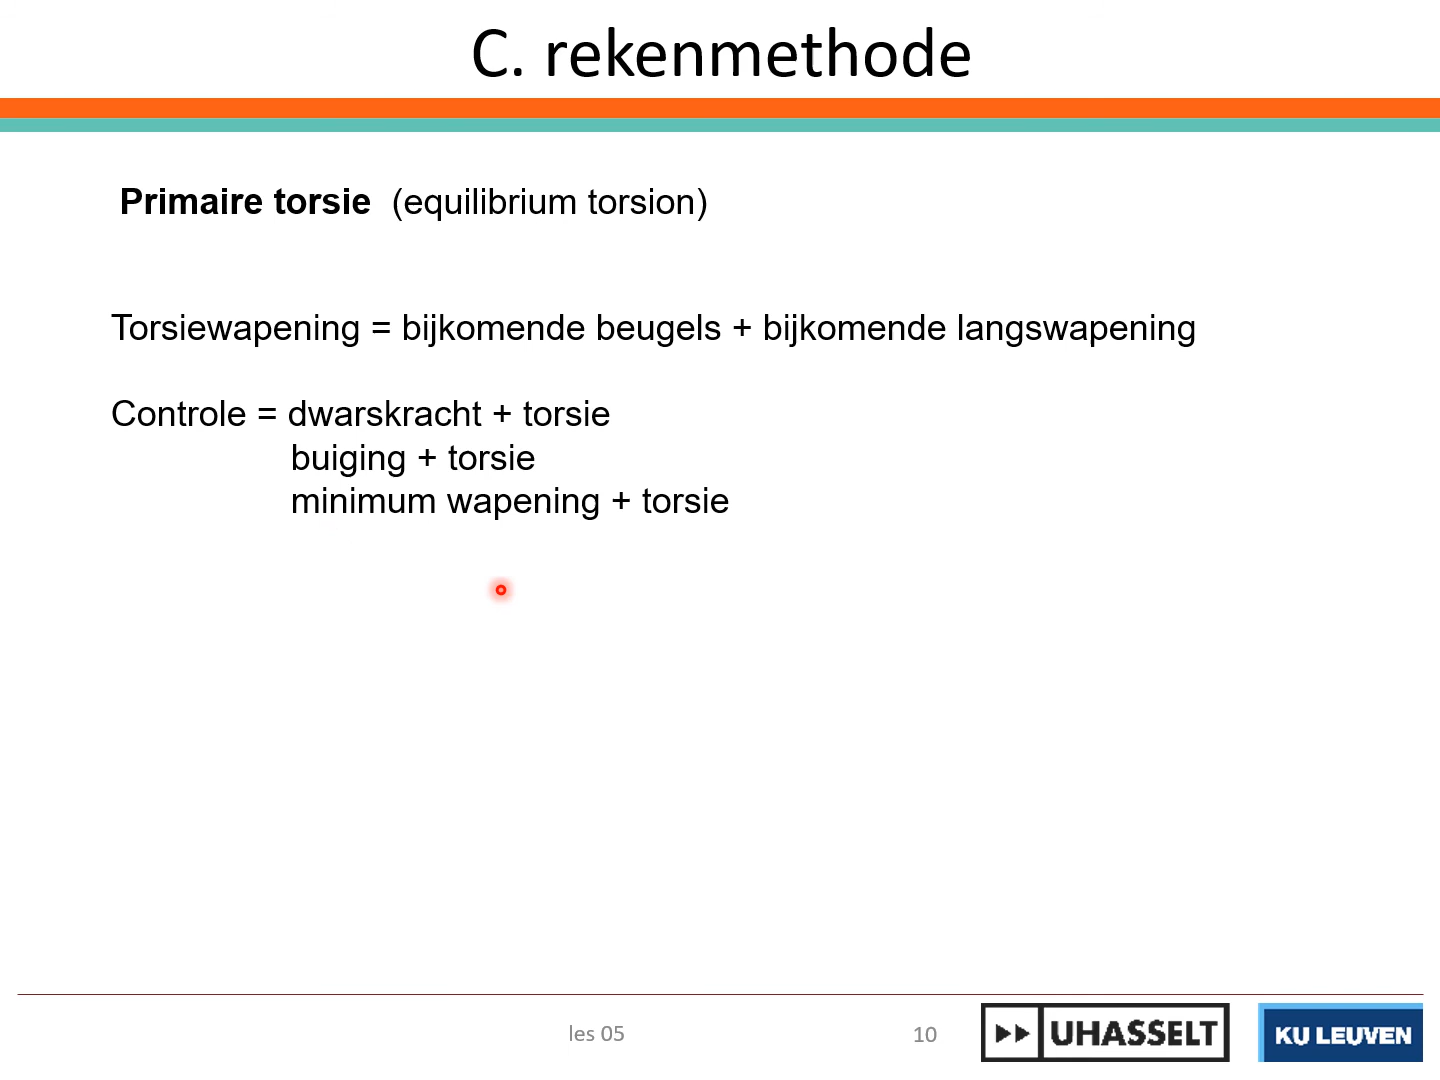 C. rekenmethode
Primaire torsie (equilibrium torsion)
Torsiewapening = bijkomende beugels + bijkomende langswapening
Controle = dwarskracht + torsie
buiging + torsie
minimum wapening + torsie
les 05
10
UHASSELT
KU LEUVEN